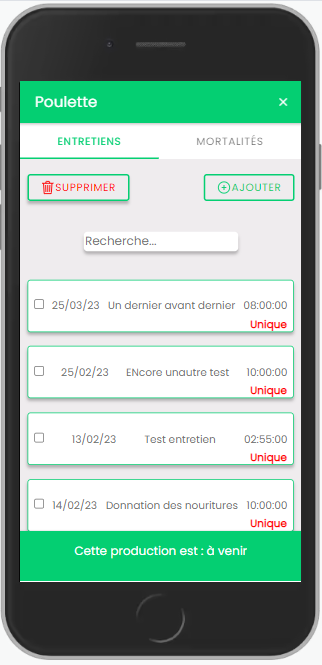 Poulette ×
ENTRETIENS MORTALITÉS
SUPPRIMER AJOUTER
Recherche...
25/03/23 Un dernier avant dernier 08:00:00
Unique
25/02/23 ENcore unautre test 10:00:00
Unique
13/02/23 Test entretien 02:55:00
Unique
14/02/23 Donnation des nouritures 10:00:00
Unique
Cette production est : à venir